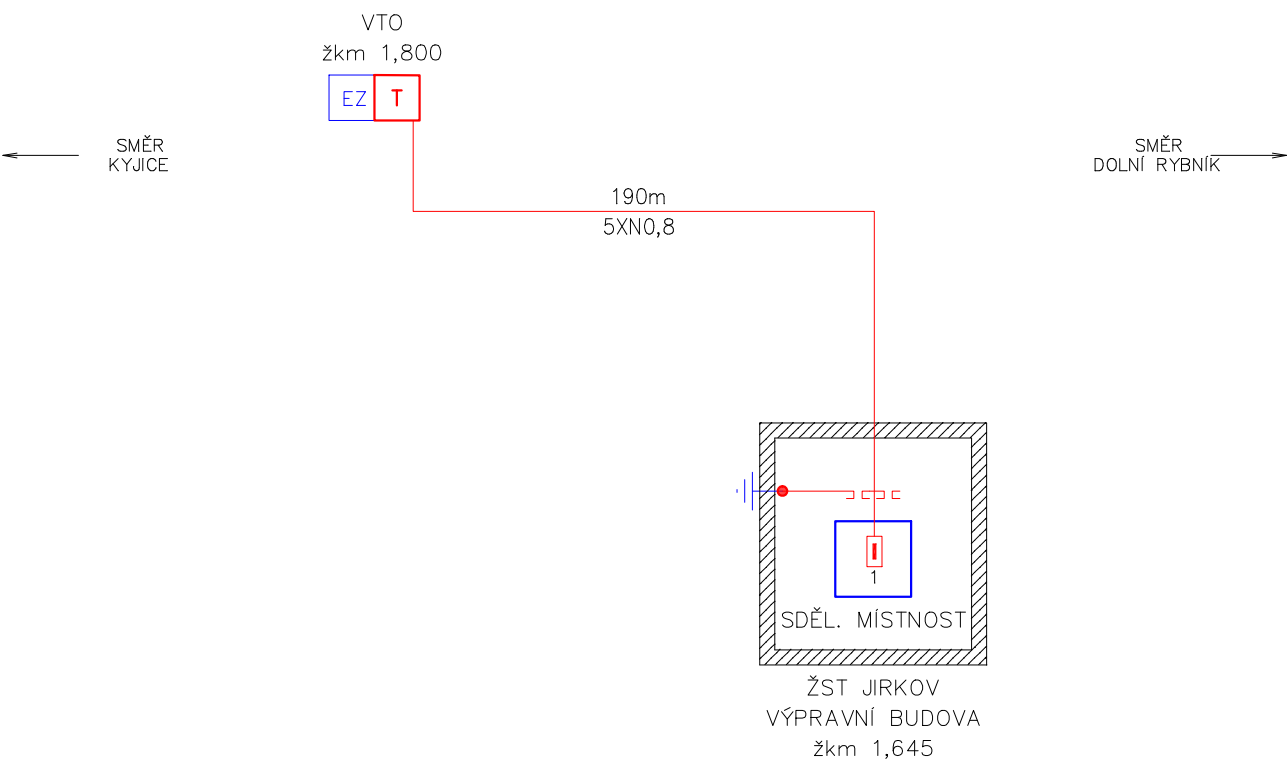 VTO
žkm 1,800
EZ T
SMĚR
KYJICE
SMĚR
DOLNÍ RYBNÍK
190m
5XN0,8
1
SDĚL. MÍSTNOST
ŽST JIRKOV
VÝPRAVNÍ BUDOVA
žkm 1,645